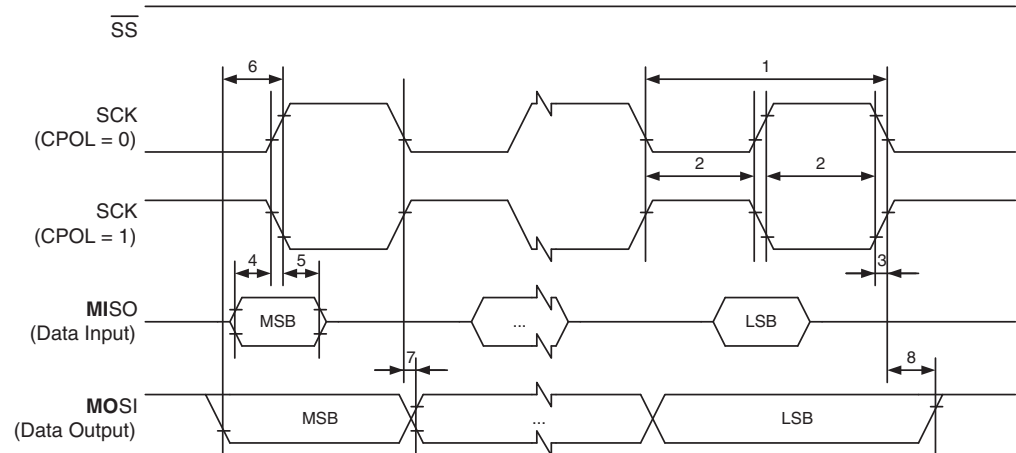 SS
6
1
SCK
(CPOL = 0)
2
2
SCK
(CPOL = 1)
4
5
3
MISO
(Data Input)
MSB
...
LSB
7
8
MOSI
(Data Output)
MSB
...
LSB